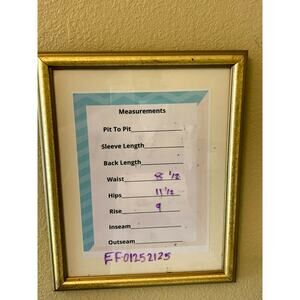 Measurements
Pit To Pit
Sleeve Length
Back Length
Waist 8 1/2
Hips 11 1/2
Rise 9
Inseam
Outseam
EF01252125